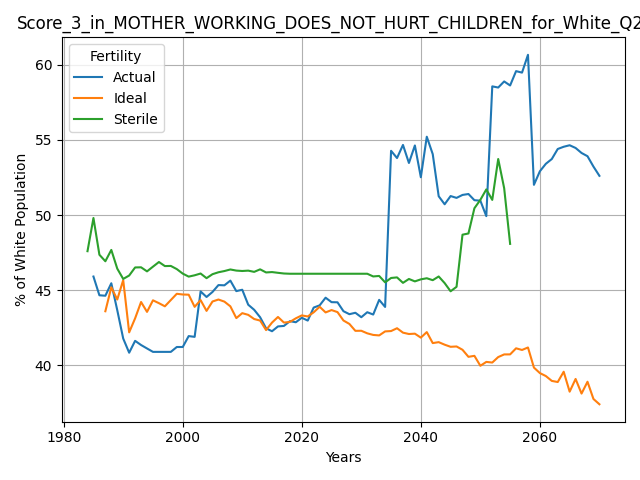 Score_3_in_MOTHER_WORKING_DOES_NOT_HURT_CHILDREN_for_White_Q2
Fertility
Actual
Ideal
Sterile
% of White Population
60
55
50
45
40
1980
2000
2020
2040
2060
Years